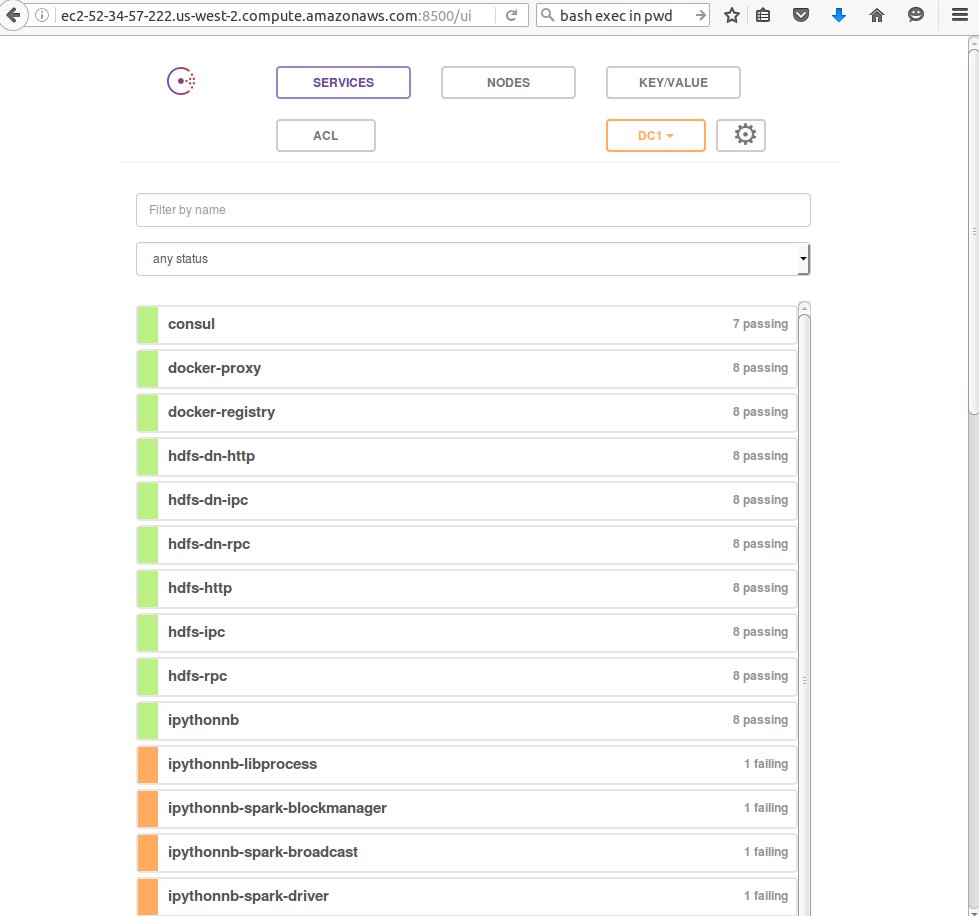 ec2-52-34-57-222.us-west-2.compute.amazonaws.com:8500/ui
bash exec in pwd
SERVICES
NODES
KEY/VALUE
ACL
DC1
Filter by name
any status
consul 7 passing
docker-proxy 8 passing
docker-registry 8 passing
hdfs-dn-http 8 passing
hdfs-dn-ipc 8 passing
hdfs-dn-rpc 8 passing
hdfs-http 8 passing
hdfs-ipc 8 passing
hdfs-rpc 8 passing
ipythonnb 8 passing
ipythonnb-libprocess 1 failing
ipythonnb-spark-blockmanager 1 failing
ipythonnb-spark-broadcast 1 failing
ipythonnb-spark-driver 1 failing